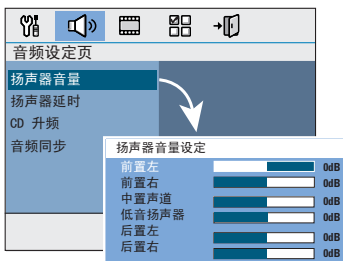 音频设定页
扬声器音量
扬声器延时
CD 升频
音频同步
扬声器音量设定
前置左 0dB
前置右 0dB
中置声道 0dB
低音扬声器 0dB
后置左 0dB
后置右 0dB